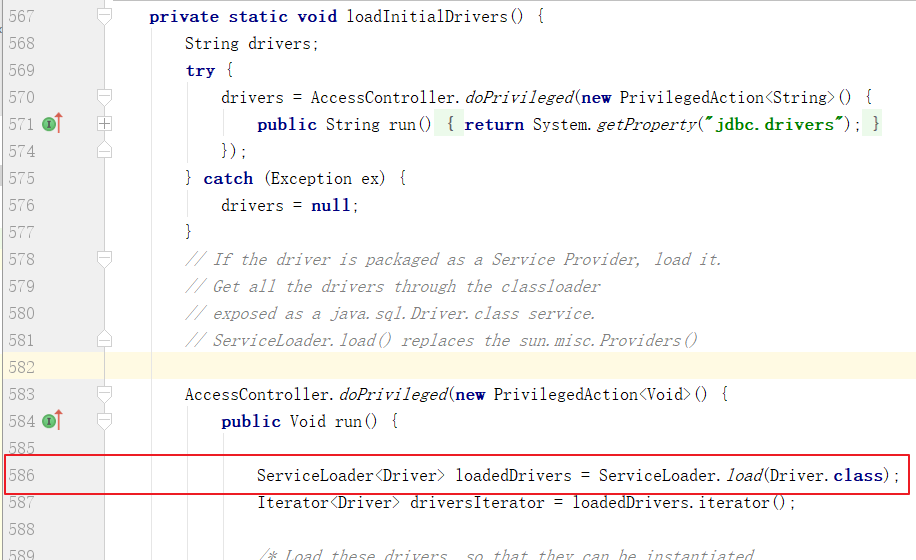 567 private static void loadInitialDrivers() {
568 String drivers;
569 try {
570 drivers = AccessController.doPrivileged(new PrivilegedAction<String>() {
571 public String run() { return System.getProperty("jdbc.drivers"); }
574 });
575 } catch (Exception ex) {
576 drivers = null;
577 }
578 // If the driver is packaged as a Service Provider, load it.
579 // Get all the drivers through the classloader
580 // exposed as a java.sql.Driver.class service.
581 // ServiceLoader.load() replaces the sun.misc.Providers()
582
583 AccessController.doPrivileged(new PrivilegedAction<Void>() {
584 public Void run() {
585
586 ServiceLoader<Driver> loadedDrivers = ServiceLoader.load(Driver.class);
587 Iterator<Driver> driversIterator = loadedDrivers.iterator();
588
589 /* Load these drivers, so that they can be instantiated.